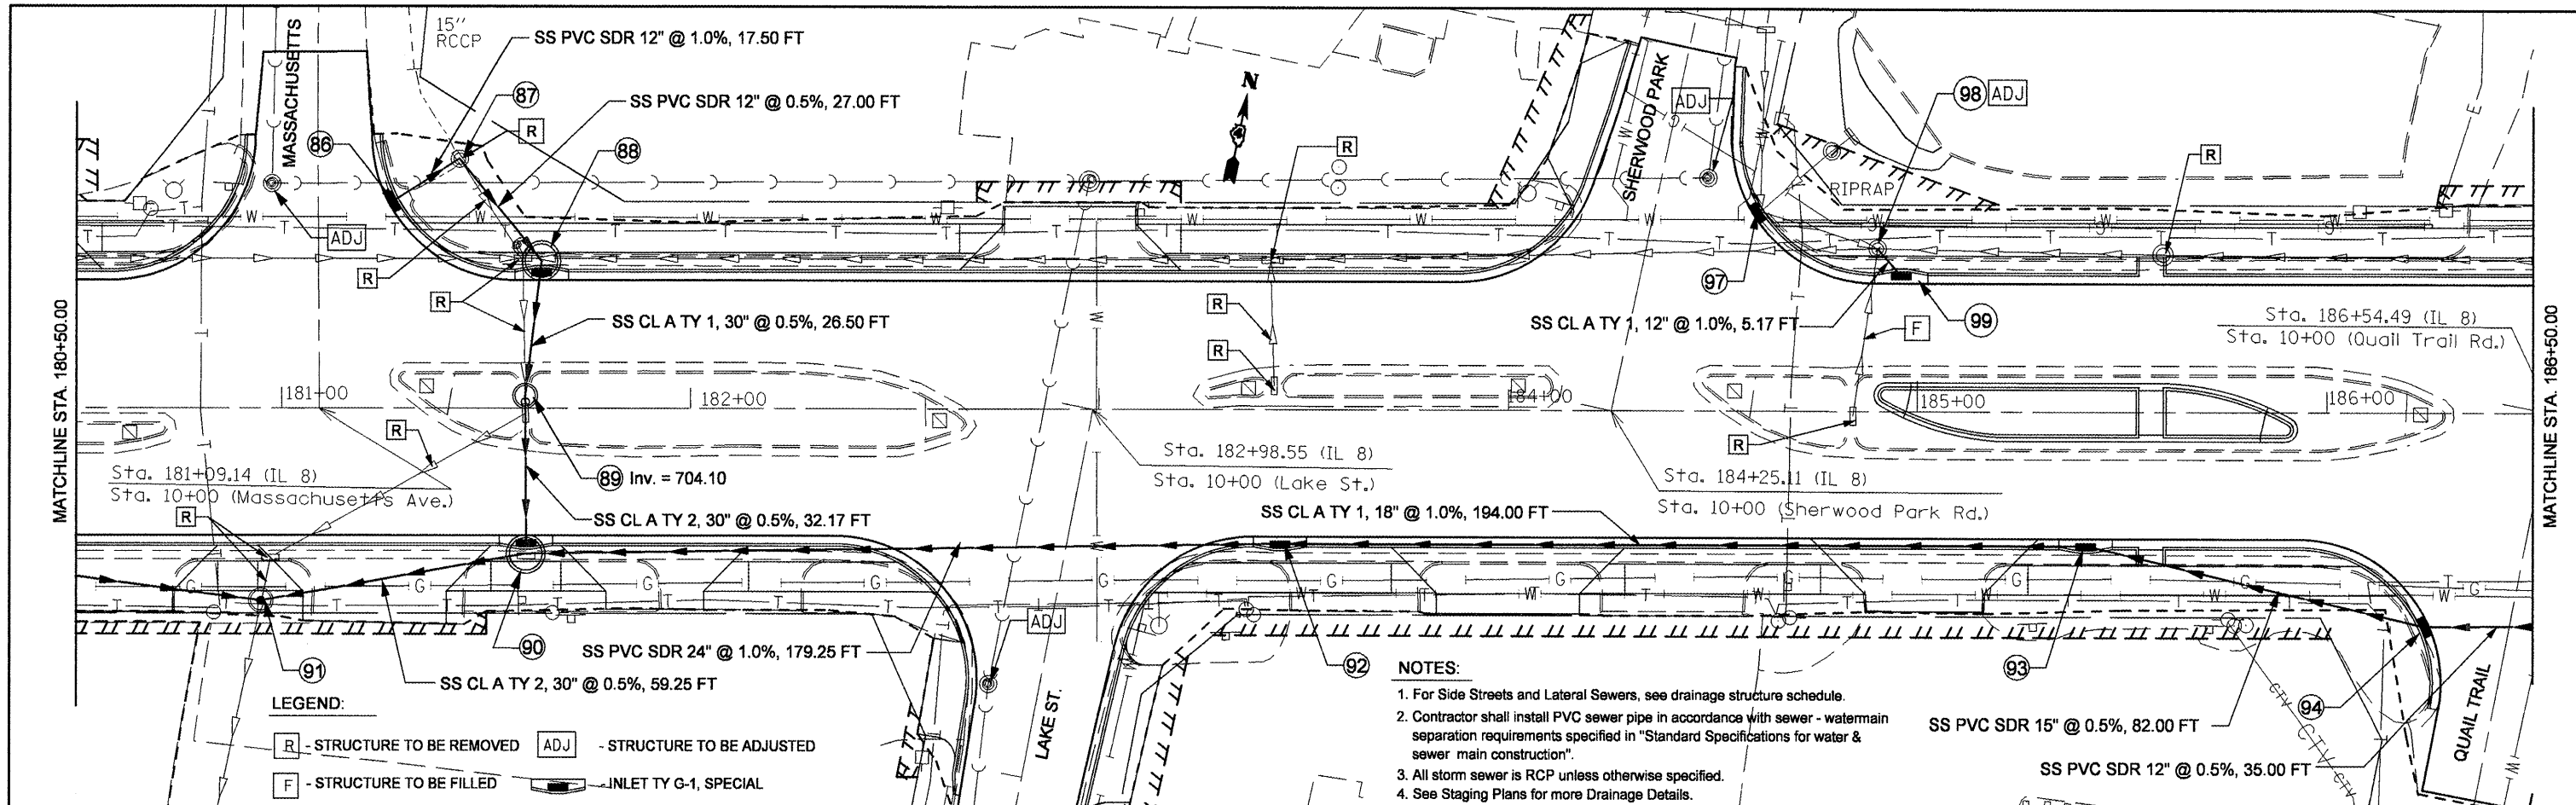 15"
RCCP
SS PVC SDR 12" @ 1.0%, 17.50 FT
MASSACHUSETTS
87
SS PVC SDR 12" @ 0.5%, 27.00 FT
R
86
88
N
R
SHERWOOD PARK
ADJ
98 ADJ
R
RIPRAP
ADJ
R
R
97
99
F
SS CL A TY 1, 30" @ 0.5%, 26.50 FT
R
R
SS CL A TY 1, 12" @ 1.0%, 5.17 FT
Sta. 186+54.49 (IL 8)
Sta. 10+00 (Quail Trail Rd.)
MATCHLINE STA. 180+50.00
MATCHLINE STA. 186+50.00
181+00
182+00
184+00
185+00
186+00
R
R
Sta. 181+09.14 (IL 8)
Sta. 10+00 (Massachusetts Ave.)
89 Inv. = 704.10
Sta. 182+98.55 (IL 8)
Sta. 10+00 (Lake St.)
Sta. 184+25.11 (IL 8)
Sta. 10+00 (Sherwood Park Rd.)
R
SS CL A TY 2, 30" @ 0.5%, 32.17 FT
SS CL A TY 1, 18" @ 1.0%, 194.00 FT
ADJ
90
SS PVC SDR 24" @ 1.0%, 179.25 FT
91
SS CL A TY 2, 30" @ 0.5%, 59.25 FT
92
93
94
LAKE ST.
QUAIL TRAIL
SS PVC SDR 15" @ 0.5%, 82.00 FT
SS PVC SDR 12" @ 0.5%, 35.00 FT
CTV CTV CTV
LEGEND:
R - STRUCTURE TO BE REMOVED
ADJ - STRUCTURE TO BE ADJUSTED
F - STRUCTURE TO BE FILLED
- INLET TY G-1, SPECIAL
NOTES:
1. For Side Streets and Lateral Sewers, see drainage structure schedule.
2. Contractor shall install PVC sewer pipe in accordance with sewer - watermain
separation requirements specified in "Standard Specifications for water &
sewer main construction".
3. All storm sewer is RCP unless otherwise specified.
4. See Staging Plans for more Drainage Details.